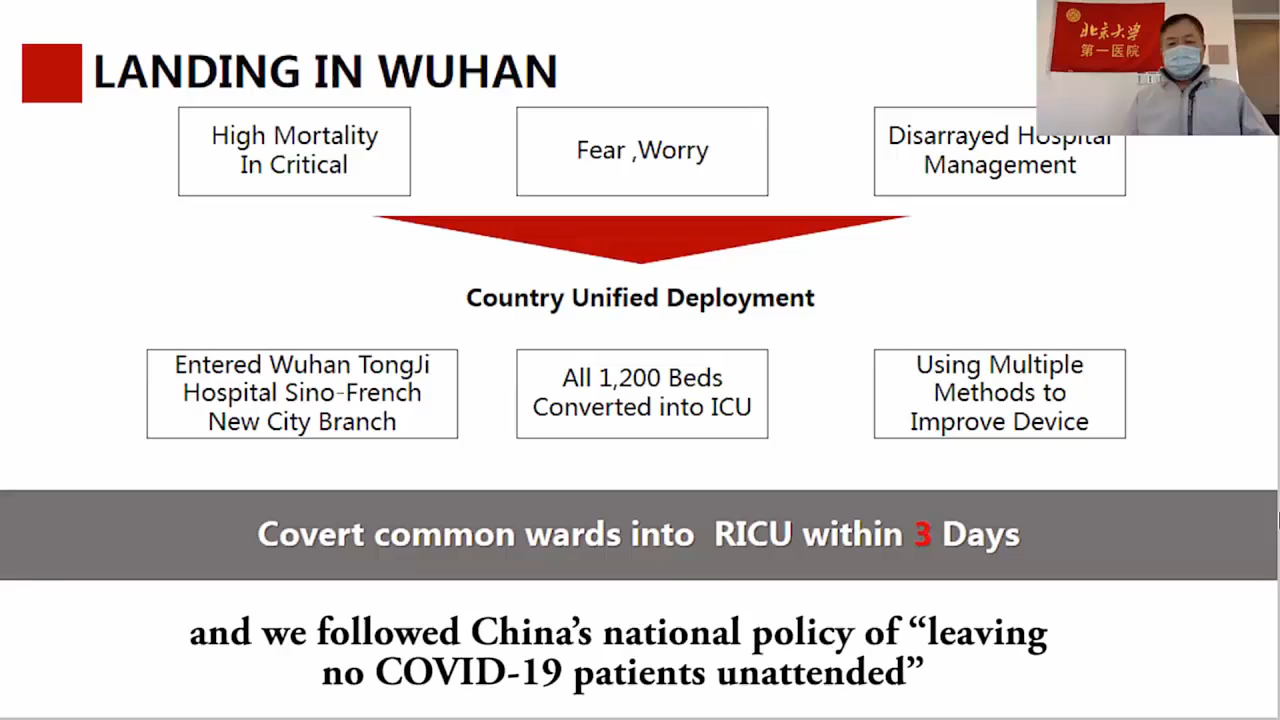 北京大学
第一医院
LANDING IN WUHAN
High Mortality
In Critical
Fear ,Worry
Disarrayed Hospital
Management
Country Unified Deployment
Entered Wuhan TongJi
Hospital Sino-French
New City Branch
All 1,200 Beds
Converted into ICU
Using Multiple
Methods to
Improve Device
Covert common wards into RICU within 3 Days
and we followed China’s national policy of “leaving
no COVID-19 patients unattended”